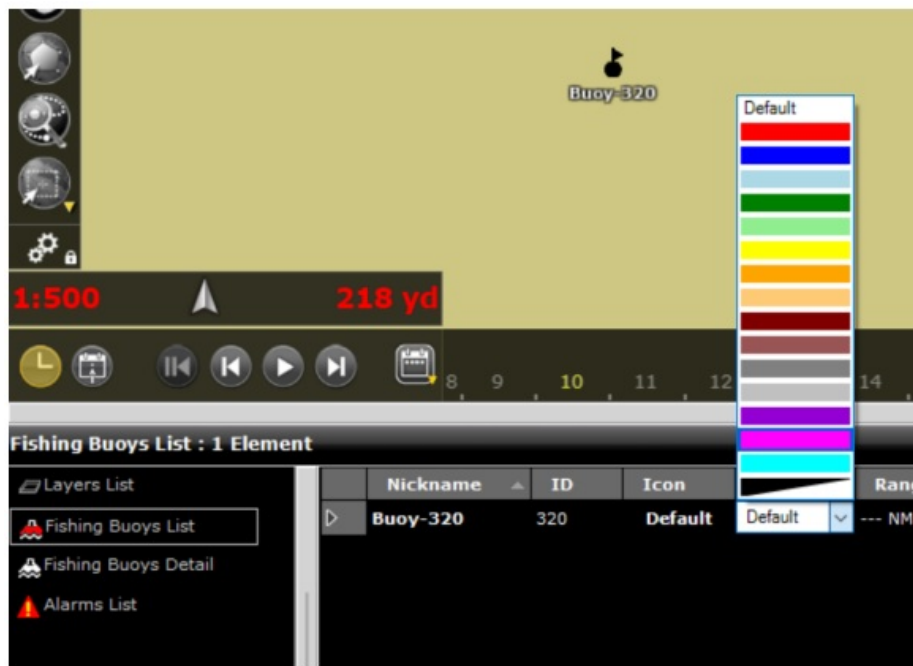 Buoy-320
Default
1:500 218 yd
8 9 10 11 12 14
Fishing Buoys List : 1 Element
Layers List
Nickname ID Icon
Fishing Buoys List
Buoy-320 320 Default Default --- NM
Fishing Buoys Detail
Alarms List